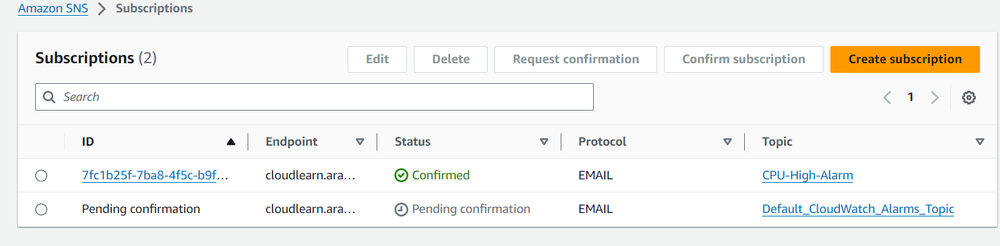 Amazon SNS > Subscriptions
Subscriptions (2) Edit Delete Request confirmation Confirm subscription Create subscription
Search 1
ID Endpoint Status Protocol Topic
7fc1b25f-7ba8-4f5c-b9f... cloudlearn.ara... Confirmed EMAIL CPU-High-Alarm
Pending confirmation cloudlearn.ara... Pending confirmation EMAIL Default_CloudWatch_Alarms_Topic